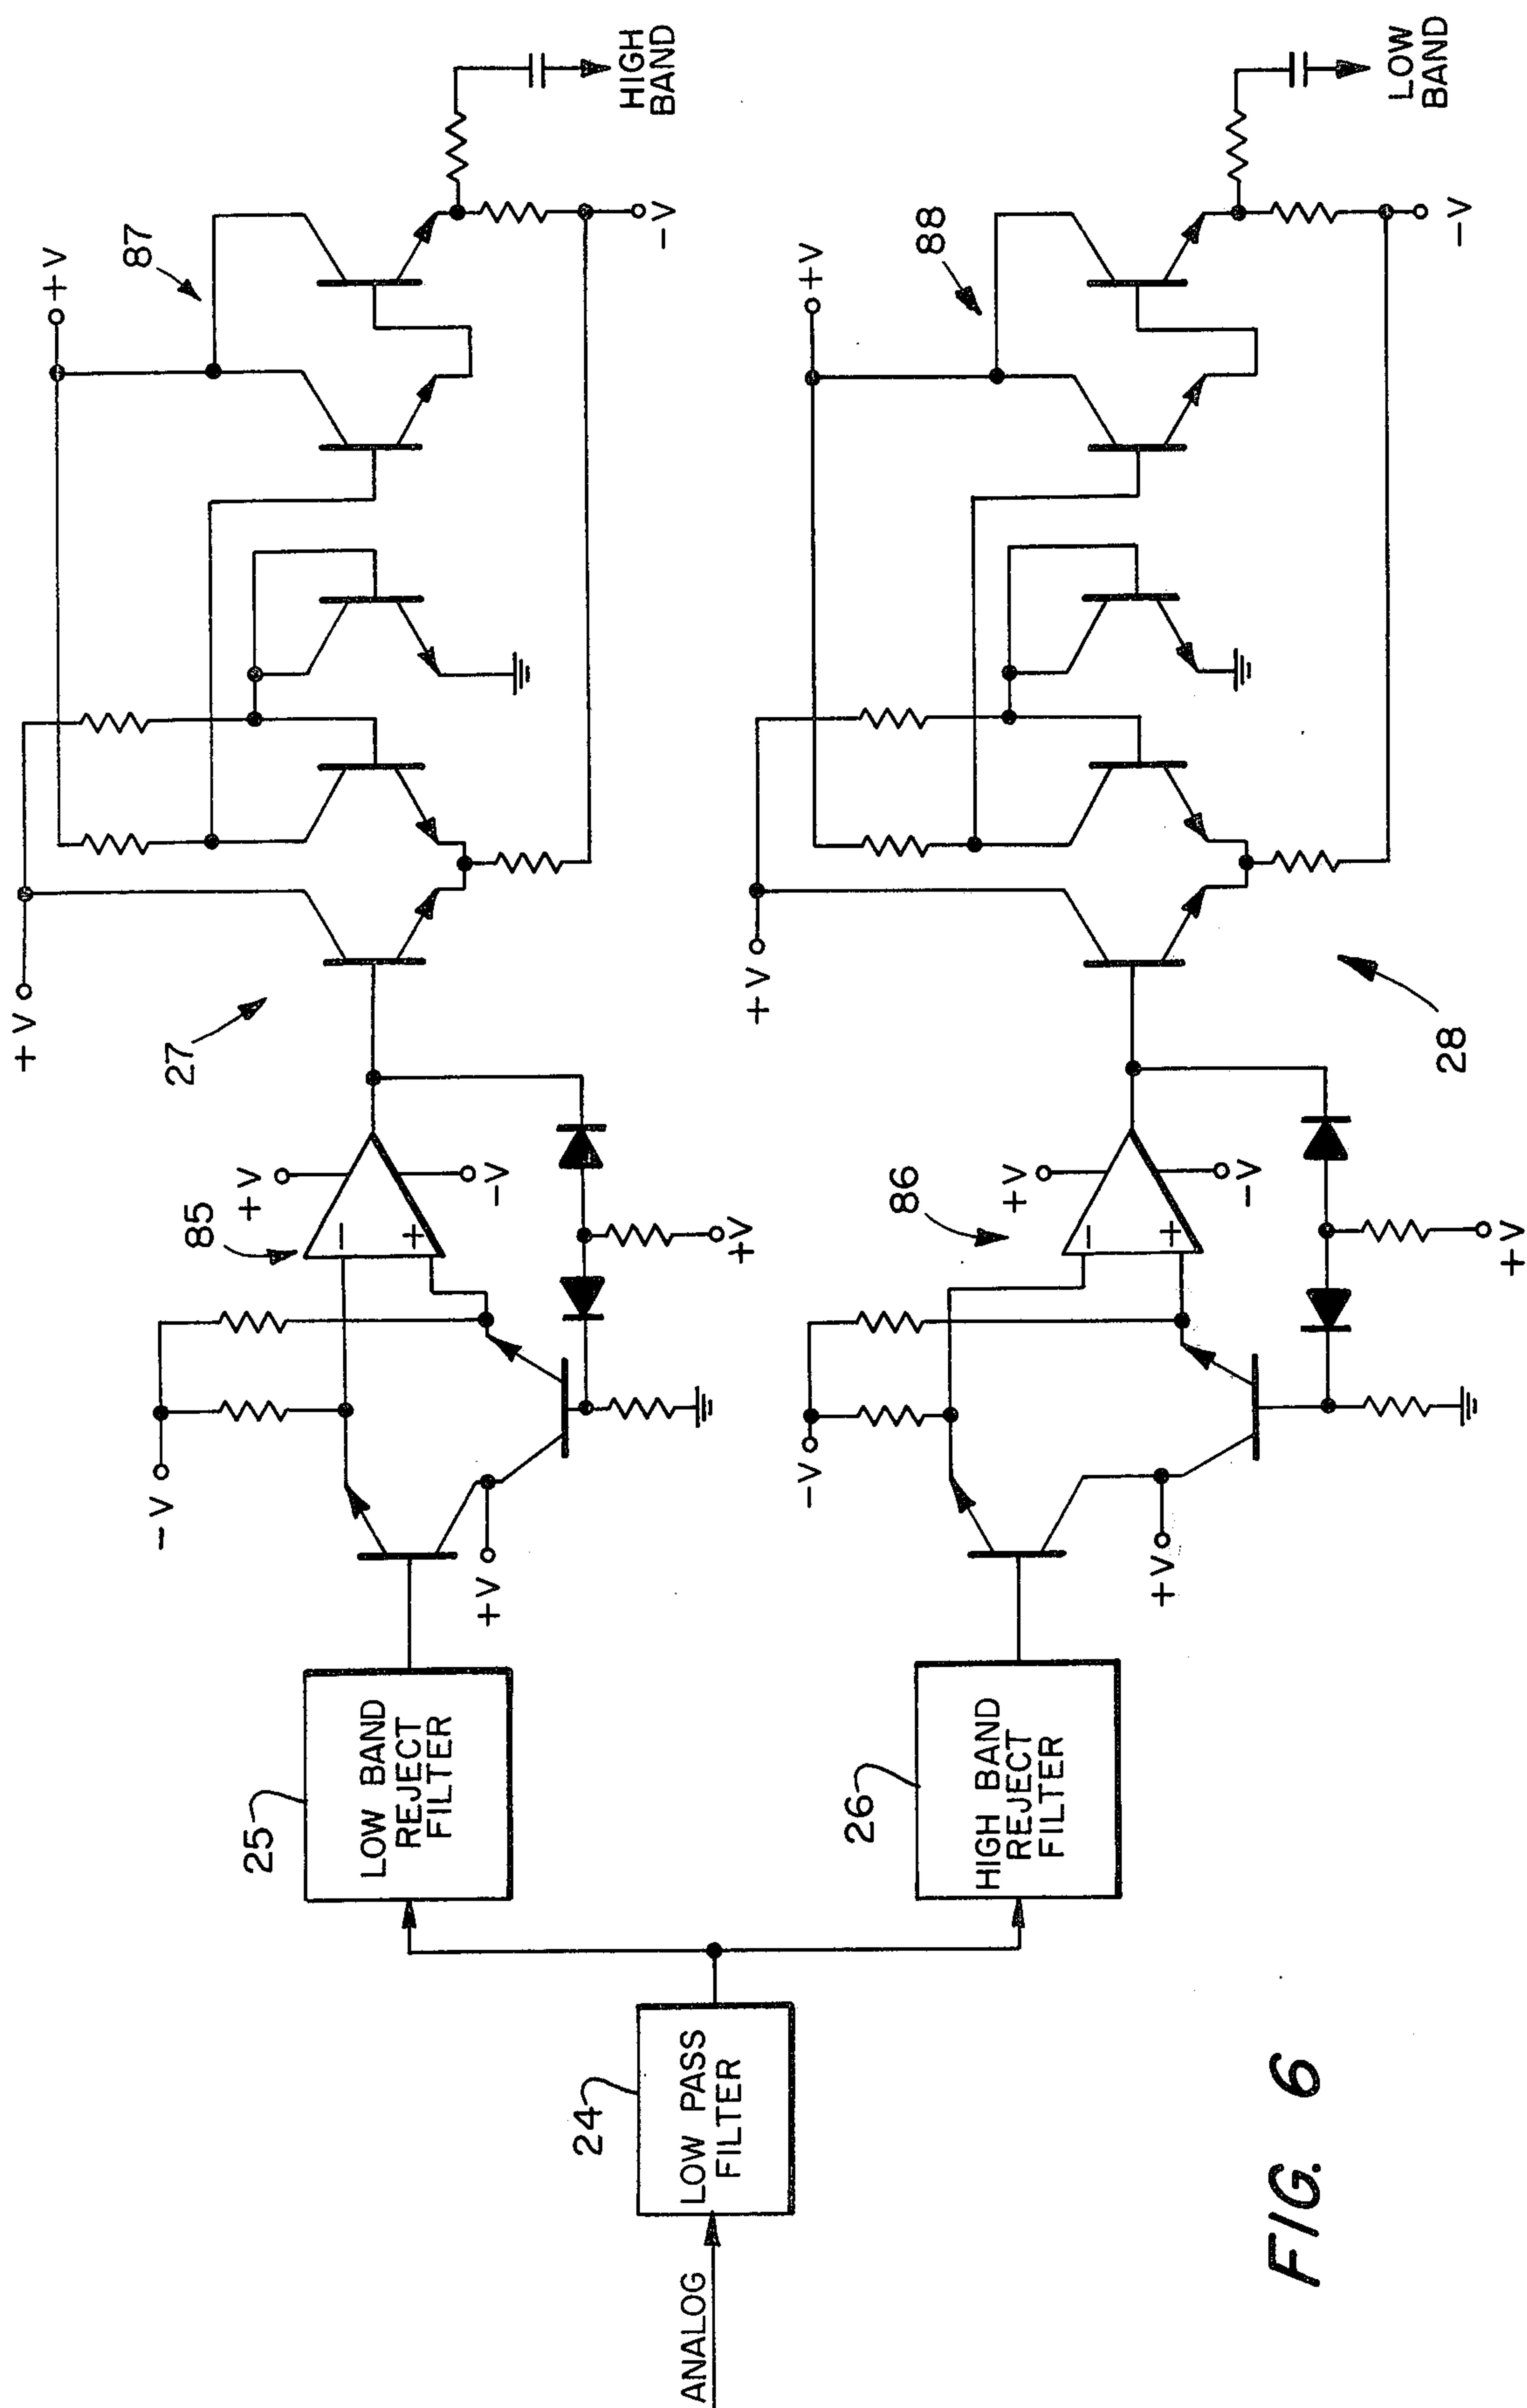 ANALOG
24
LOW PASS
FILTER
25
LOW BAND
REJECT
FILTER
-V
+V
85
-
+
+V
-V
+V
27
+V
+V
87
-V
HIGH
BAND
26
HIGH BAND
REJECT
FILTER
-V
+V
86
-
+
+V
-V
+V
28
+V
+V
88
-V
LOW
BAND
FIG. 6